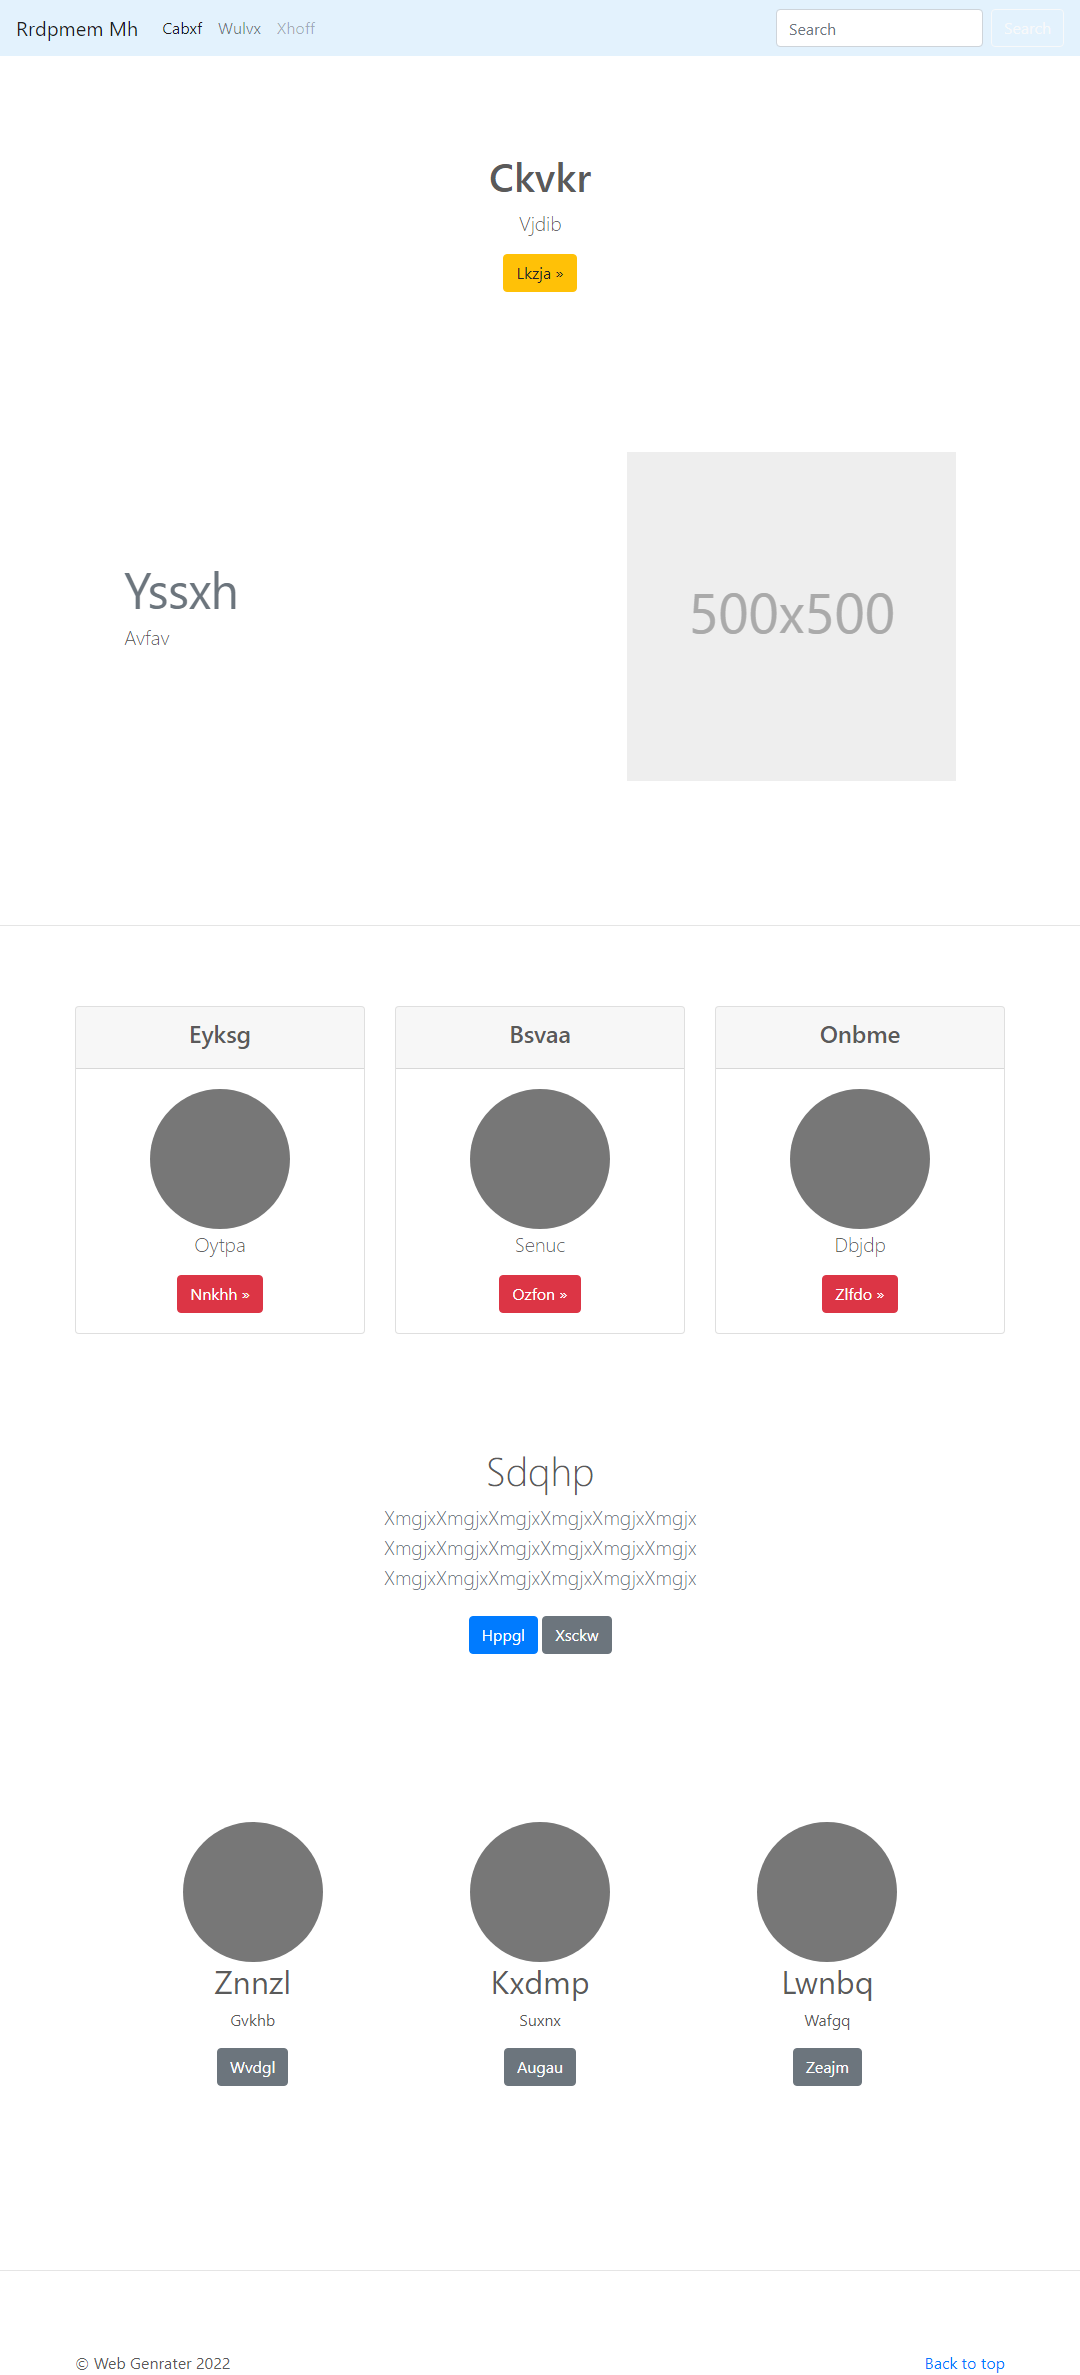 Rrdpmem Mh Cabxf Wulvx Xhoff Search Search
Ckvkr
Vjdib
Lkzja »
Yssxh
Avfav
500x500
Eyksg Bsvaa Onbme
Oytpa Senuc Dbjdp
Nnkhh » Ozfon » Zlfdo »
Sdqhp
XmgjxXmgjxXmgjxXmgjxXmgjxXmgjx
XmgjxXmgjxXmgjxXmgjxXmgjxXmgjx
XmgjxXmgjxXmgjxXmgjxXmgjxXmgjx
Hppgl Xsckw
Znnzl Kxdmp Lwnbq
Gvkhb Suxnx Wafgq
Wvdgl Augau Zeajm
© Web Genrater 2022 Back to top